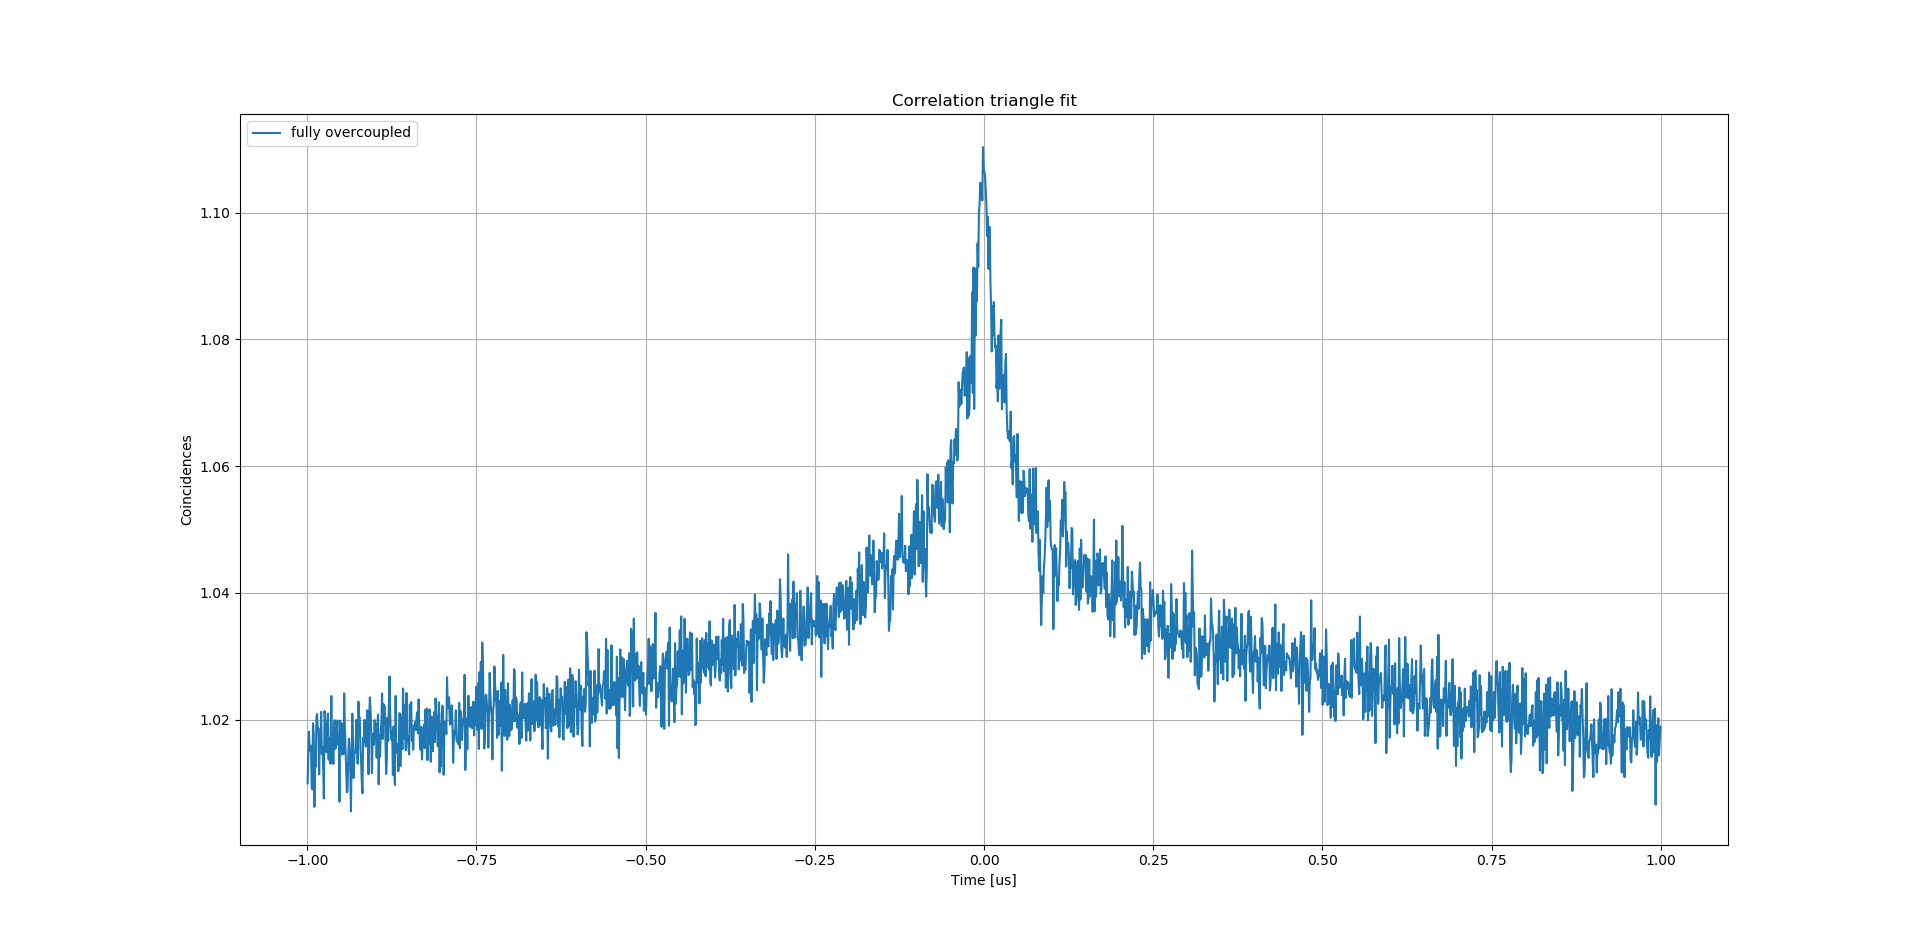 Correlation triangle fit
fully overcoupled
1.10
1.08
1.06
1.04
1.02
Coincidences
−1.00 −0.75 −0.50 −0.25 0.00 0.25 0.50 0.75 1.00
Time [us]